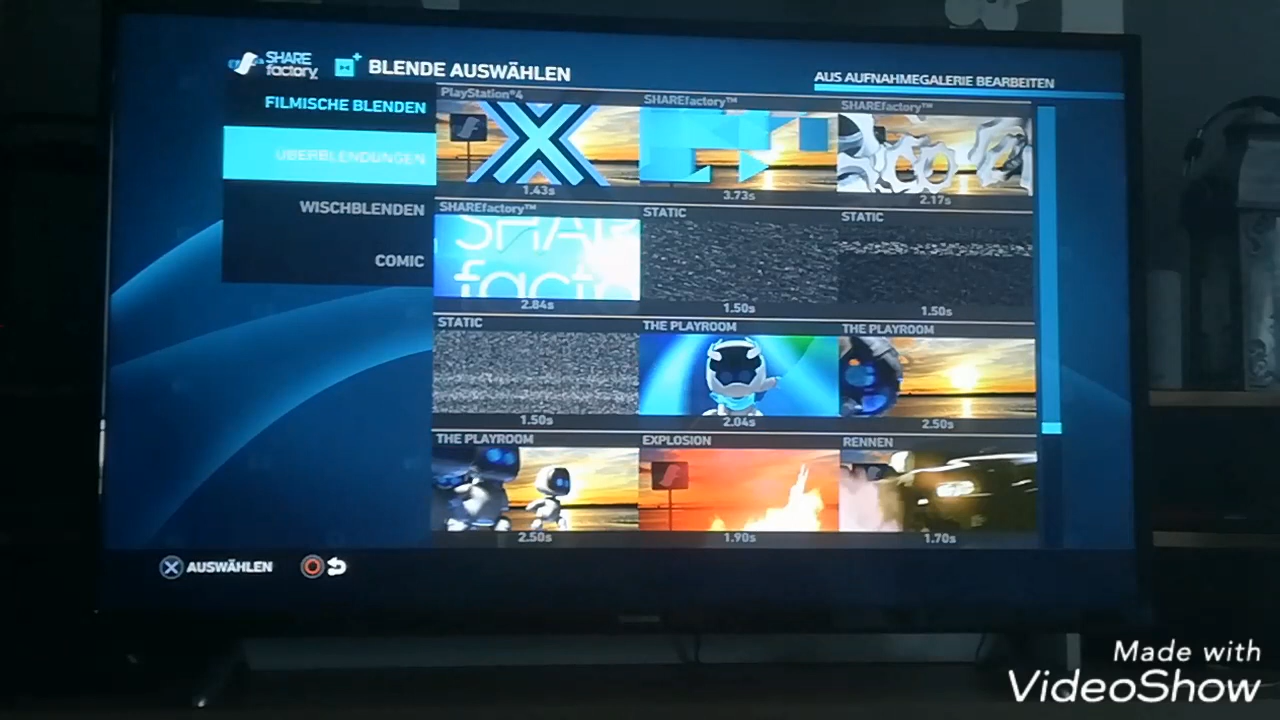 SHARE
factory
BLENDE AUSWÄHLEN
AUS AUFNAHMEGALERIE BEARBEITEN
FILMISCHE BLENDEN
ÜBERBLENDUNGEN
WISCHBLENDEN
COMIC
PlayStation®4
SHAREfactory™
SHAREfactory™
1.43s
3.73s
2.17s
SHAREfactory™
STATIC
STATIC
2.84s
1.50s
1.50s
STATIC
THE PLAYROOM
THE PLAYROOM
1.50s
2.04s
2.50s
THE PLAYROOM
EXPLOSION
RENNEN
2.50s
1.90s
1.70s
AUSWÄHLEN
Made with
VideoShow